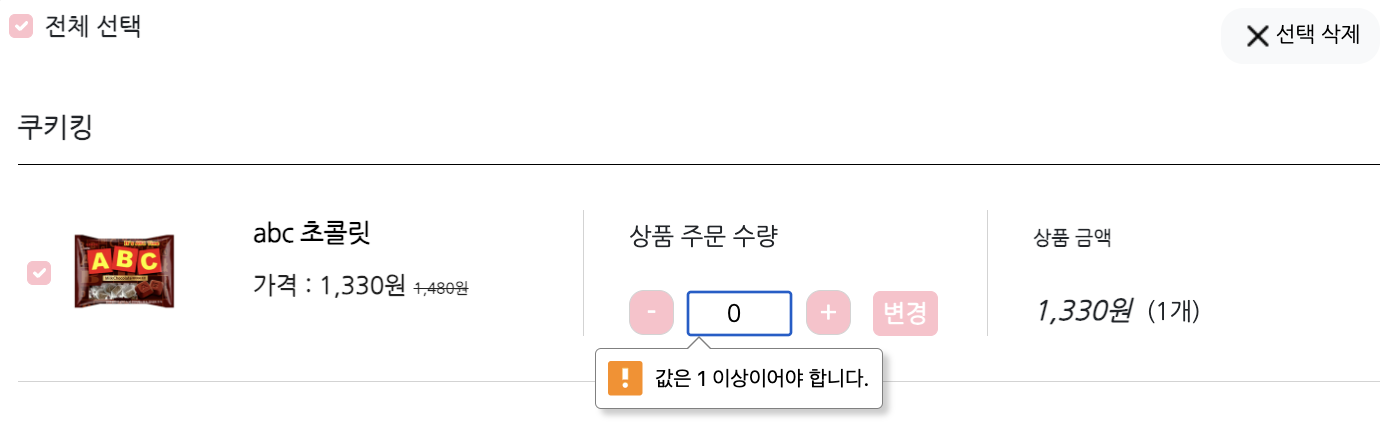 전체 선택
선택 삭제
쿠키킹
ABC
abc 초콜릿
가격 : 1,330원 1,480원
상품 주문 수량
- 0 + 변경
값은 1 이상이어야 합니다.
상품 금액
1,330원 (1개)